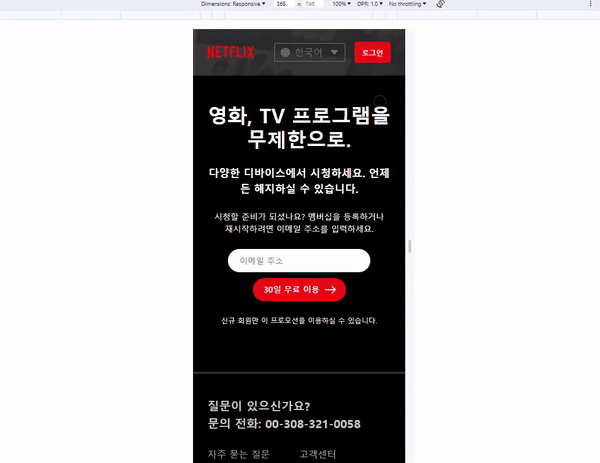 Dimensions: Responsive ▼ 365 × 746 100% ▼ DPR: 1.0 ▼ No throttling ▼
NETFLIX 한국어 로그인
영화, TV 프로그램을
무제한으로.
다양한 디바이스에서 시청하세요. 언제
든 해지하실 수 있습니다.
시청할 준비가 되셨나요? 멤버십을 등록하거나
재시작하려면 이메일 주소를 입력하세요.
이메일 주소
30일 무료 이용 →
신규 회원만 이 프로모션을 이용하실 수 있습니다.
질문이 있으신가요?
문의 전화: 00-308-321-0058
자주 묻는 질문 고객센터